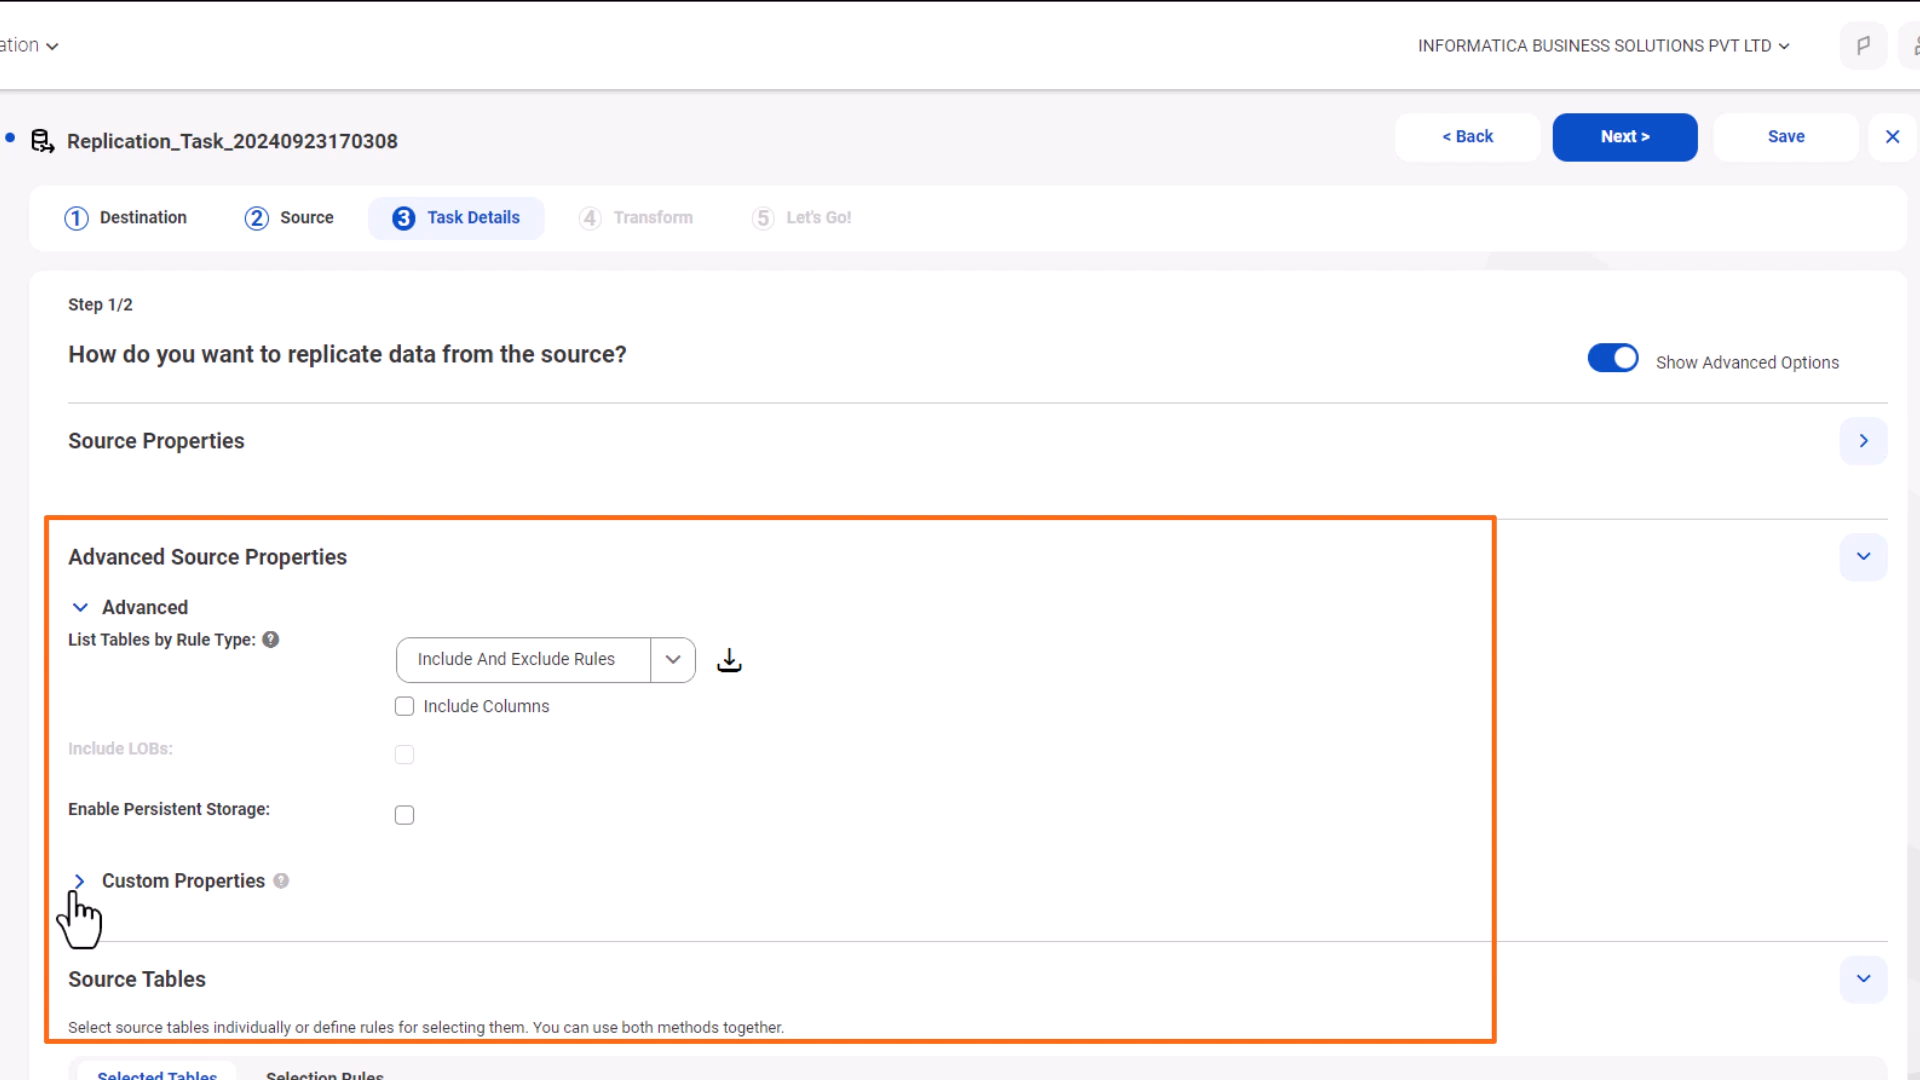 ation
INFORMATICA BUSINESS SOLUTIONS PVT LTD
Replication_Task_20240923170308
< Back
Next >
Save
1 Destination
2 Source
3 Task Details
4 Transform
5 Let's Go!
Step 1/2
How do you want to replicate data from the source?
Show Advanced Options
Source Properties
Advanced Source Properties
Advanced
List Tables by Rule Type: ?
Include And Exclude Rules
Include Columns
Include LOBs:
Enable Persistent Storage:
Custom Properties ?
Source Tables
Select source tables individually or define rules for selecting them. You can use both methods together.
Selected Tables
Selection Rules